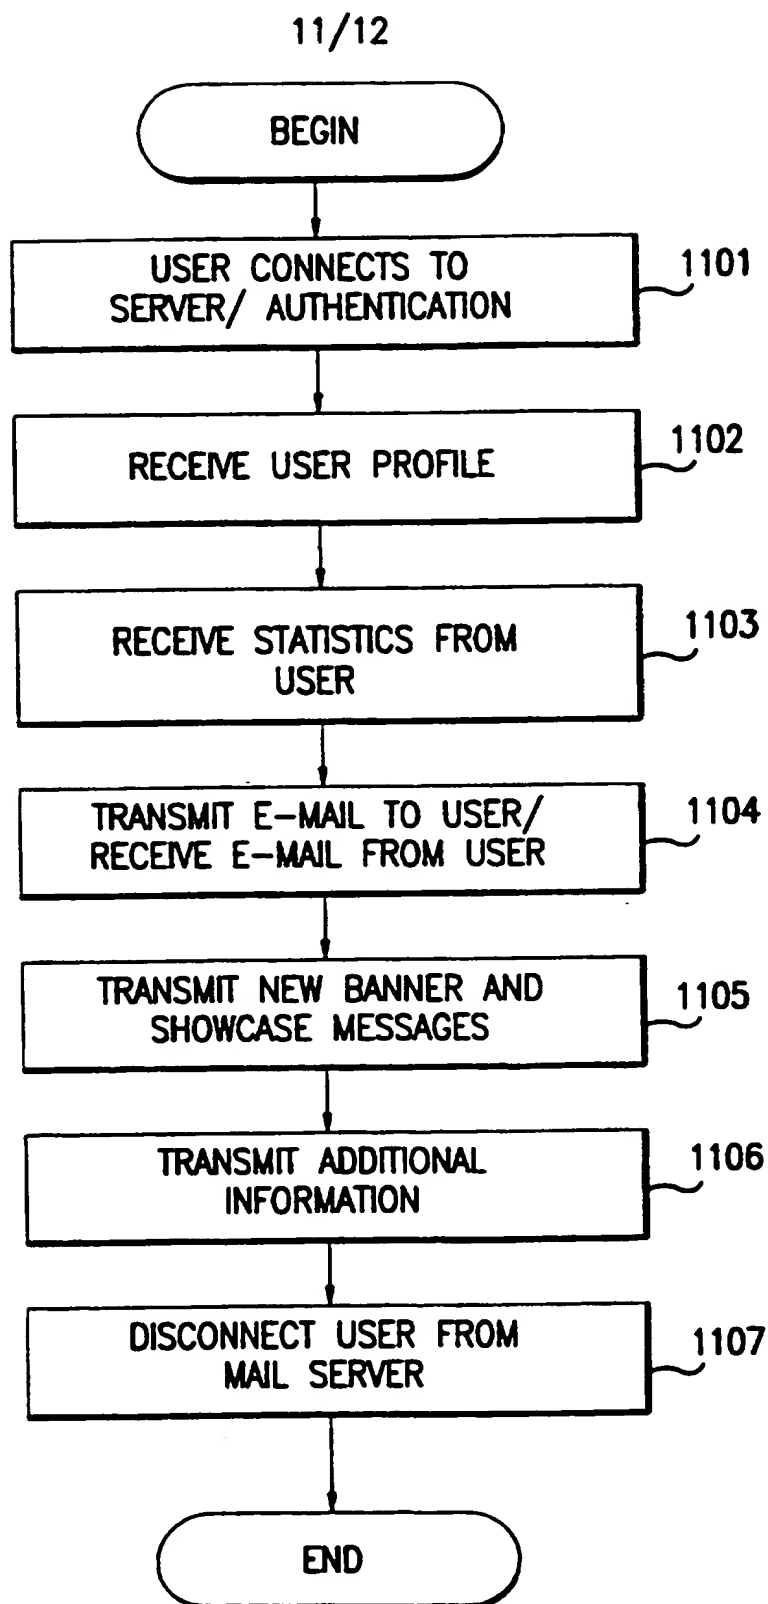 11/12
BEGIN
USER CONNECTS TO
SERVER/ AUTHENTICATION
1101
RECEIVE USER PROFILE
1102
RECEIVE STATISTICS FROM
USER
1103
TRANSMIT E-MAIL TO USER/
RECEIVE E-MAIL FROM USER
1104
TRANSMIT NEW BANNER AND
SHOWCASE MESSAGES
1105
TRANSMIT ADDITIONAL
INFORMATION
1106
DISCONNECT USER FROM
MAIL SERVER
1107
END